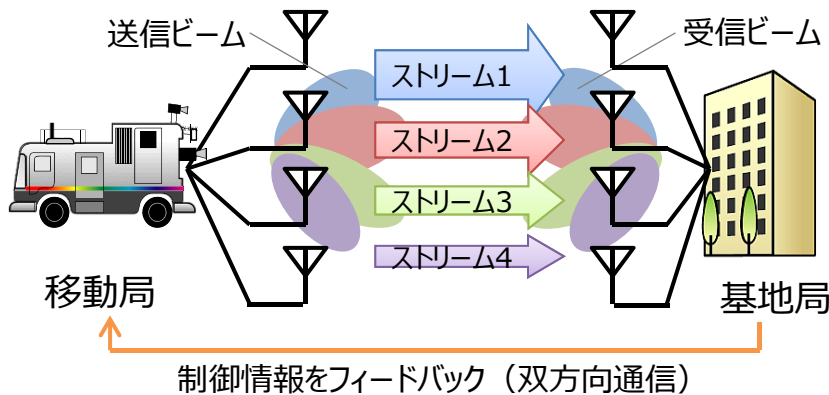 送信ビーム
受信ビーム
ストリーム1
ストリーム2
ストリーム3
ストリーム4
移動局
基地局
制御情報をフィードバック（双方向通信）